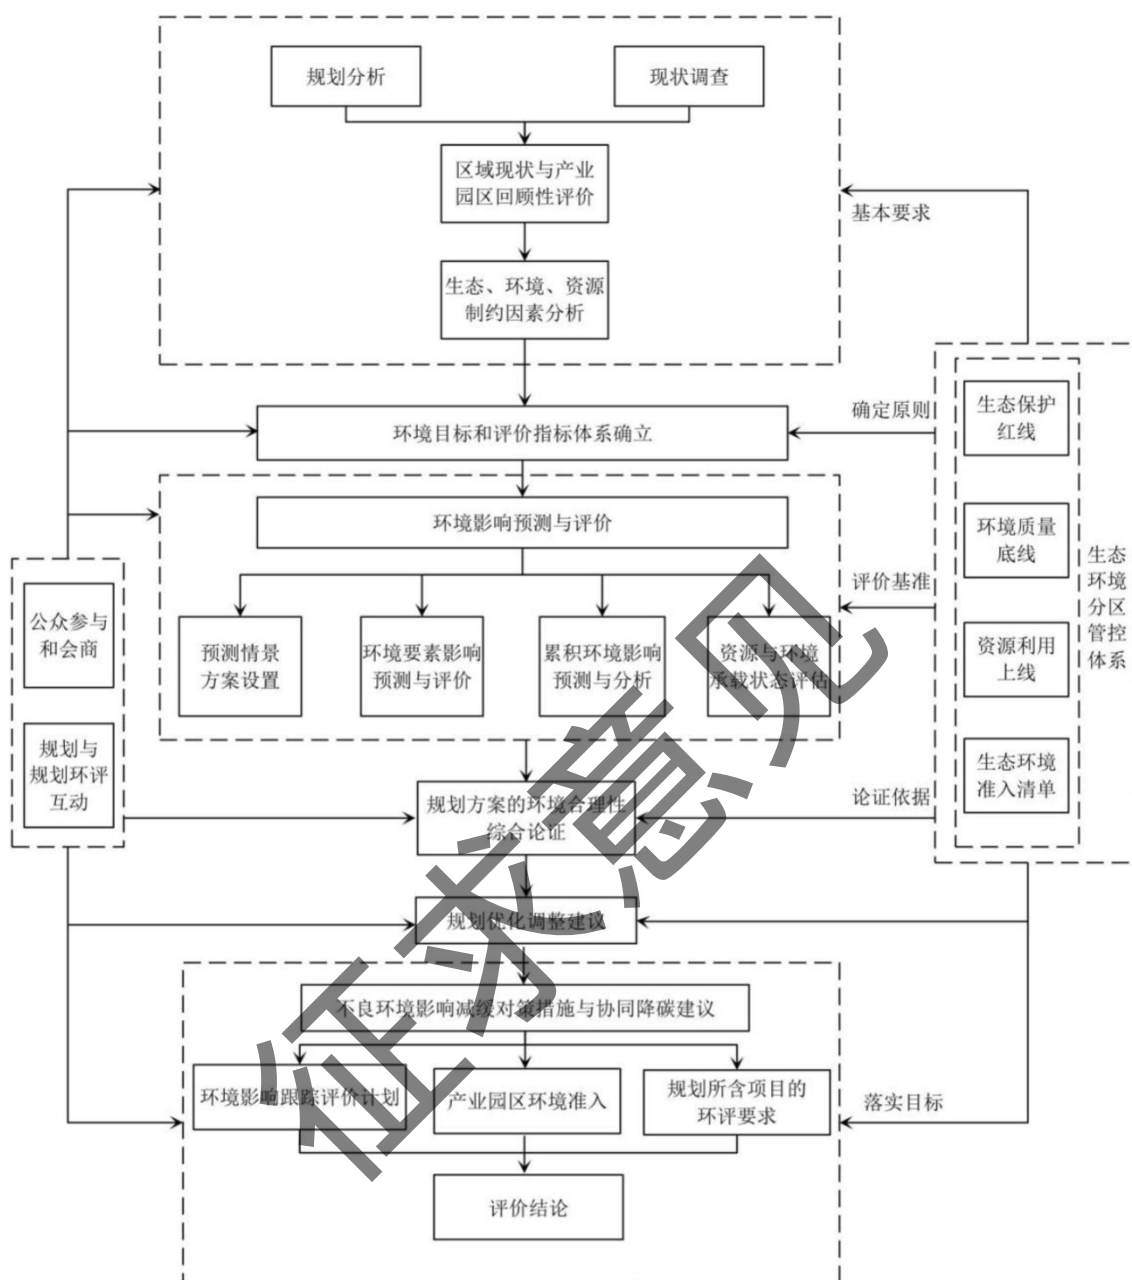 规划分析
现状调查
区域现状与产业
园区回顾性评价
基本要求
生态、环境、资源
制约因素分析
确定原则
环境目标和评价指标体系确立
生态保护
红线
环境影响预测与评价
环境质量
底线
生态
环境
分区
管控
体系
评价基准
公众参与
和会商
预测情景
方案设置
环境要素影响
预测与评价
累积环境影响
预测与分析
资源与环境
承载状态评估
资源利用
上线
规划与
规划环评
互动
生态环境
准入清单
论证依据
规划方案的环境合理性
综合论证
规划优化调整建议
不良环境影响减缓对策措施与协同降碳建议
环境影响跟踪评价计划
产业园区环境准入
规划所含项目的
环评要求
落实目标
评价结论
征求意见